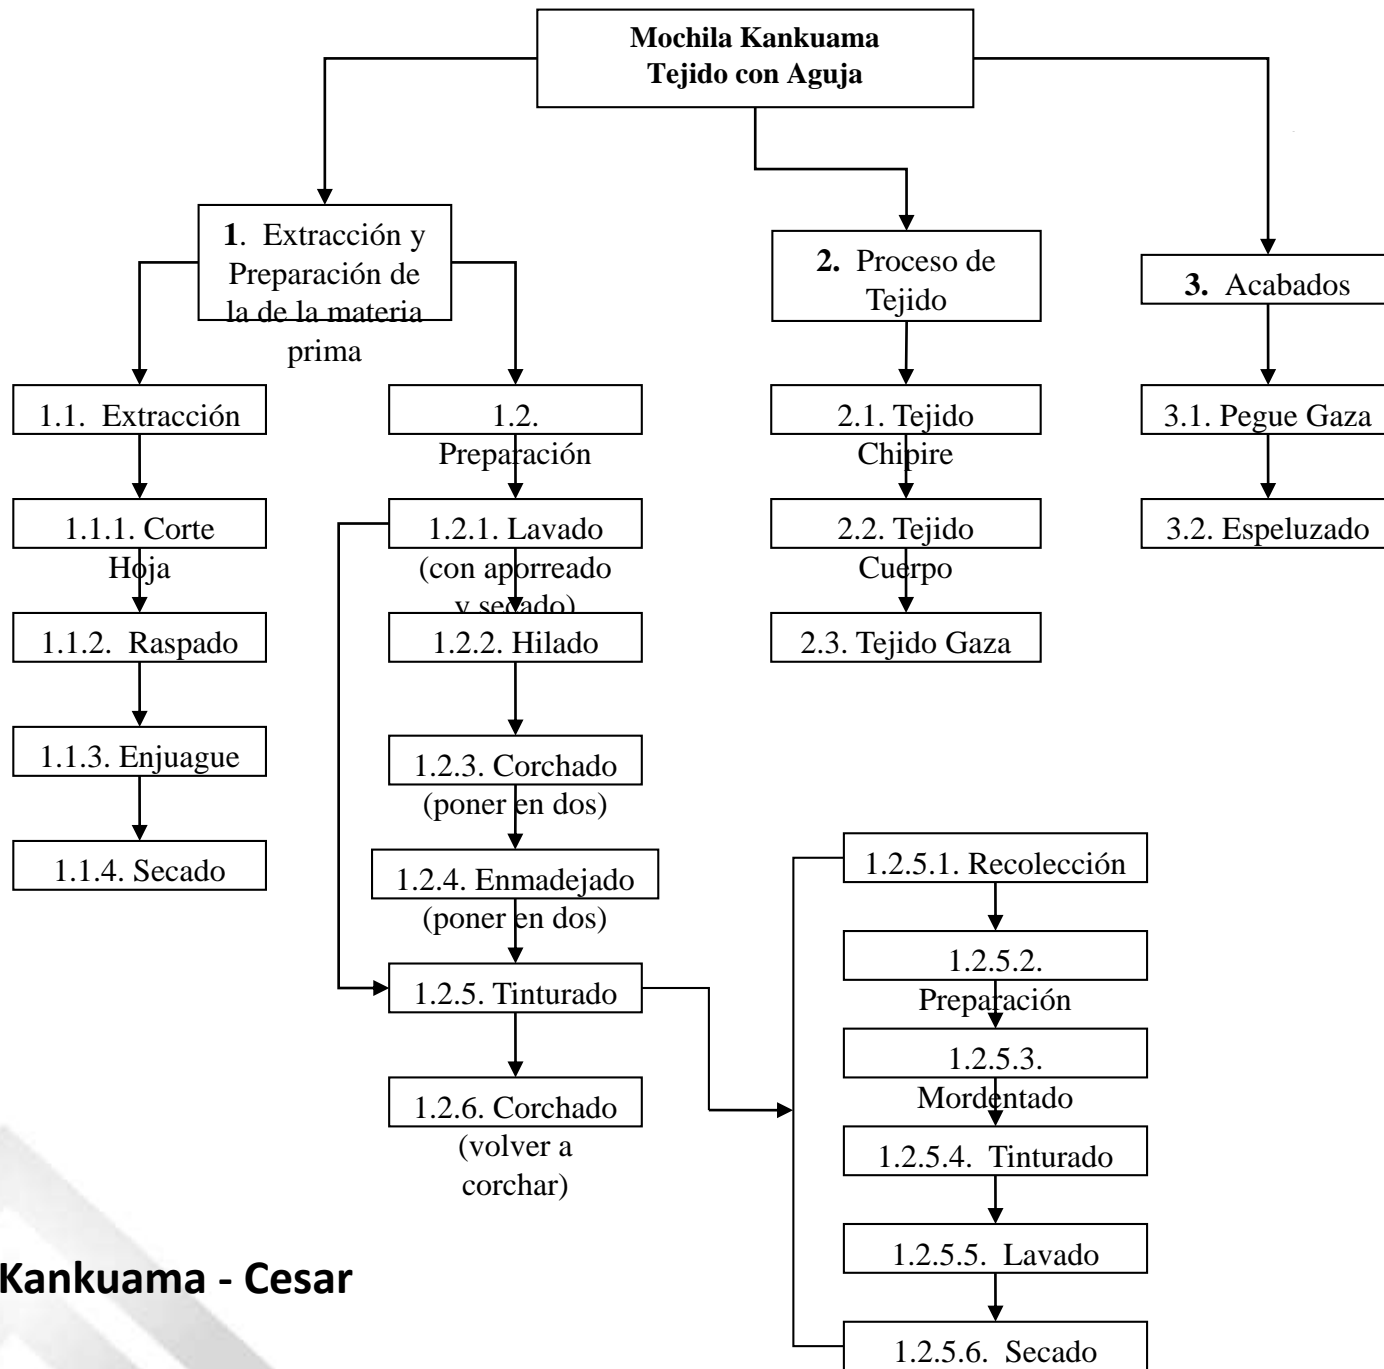 Mochila Kankuama
Tejido con Aguja
1. Extracción y
Preparación de
la de la materia
prima
2. Proceso de
Tejido
3. Acabados
1.1. Extracción
1.1.1. Corte
Hoja
1.1.2. Raspado
1.1.3. Enjuague
1.1.4. Secado
1.2.
Preparación
1.2.1. Lavado
(con aporreado
y secado)
1.2.2. Hilado
1.2.3. Corchado
(poner en dos)
1.2.4. Enmadejado
(poner en dos)
1.2.5. Tinturado
1.2.6. Corchado
(volver a
corchar)
1.2.5.1. Recolección
1.2.5.2.
Preparación
1.2.5.3.
Mordentado
1.2.5.4. Tinturado
1.2.5.5. Lavado
1.2.5.6. Secado
2.1. Tejido
Chipire
2.2. Tejido
Cuerpo
2.3. Tejido Gaza
3.1. Pegue Gaza
3.2. Espeluzado
Kankuama - Cesar